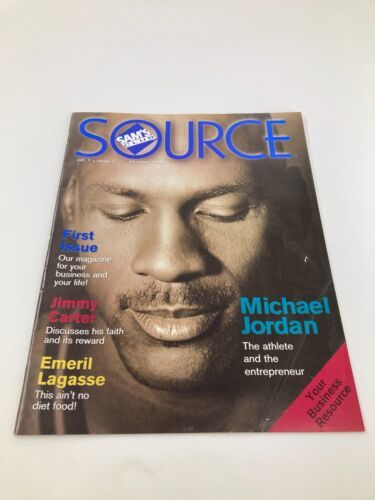 SOURCE
SAM'S
First
Issue
Our magazine
for your
business and
your life!
Jimmy
Carter
Discusses his faith
and its reward
Emeril
Lagasse
This ain't no
diet food!
Michael
Jordan
The athlete
and the
entrepreneur
Your
Business
Resource